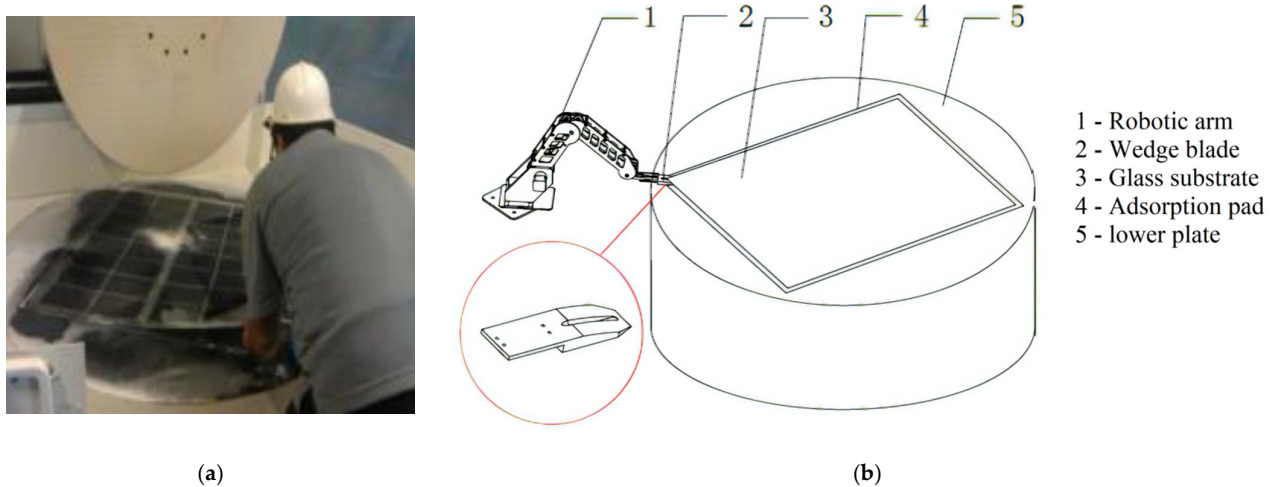 1 2 3 4 5
1 - Robotic arm
2 - Wedge blade
3 - Glass substrate
4 - Adsorption pad
5 - lower plate
(a) (b)